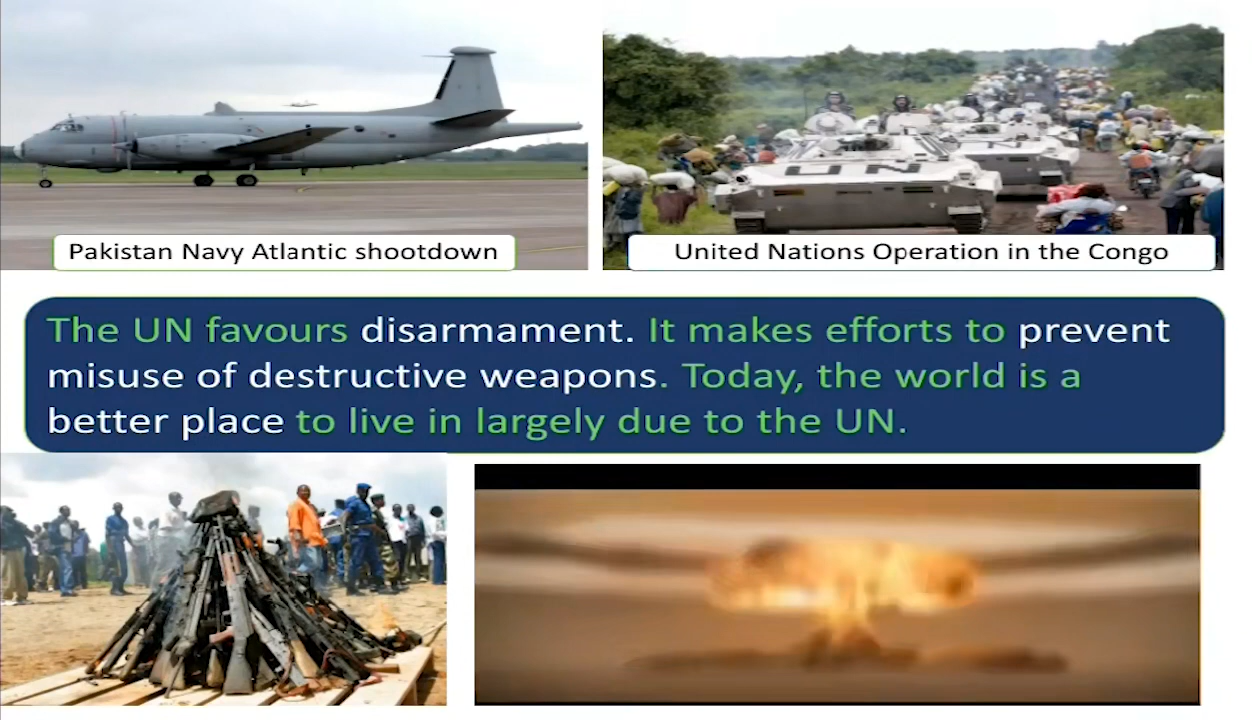 Pakistan Navy Atlantic shootdown
United Nations Operation in the Congo
UN
The UN favours disarmament. It makes efforts to prevent
misuse of destructive weapons. Today, the world is a
better place to live in largely due to the UN.